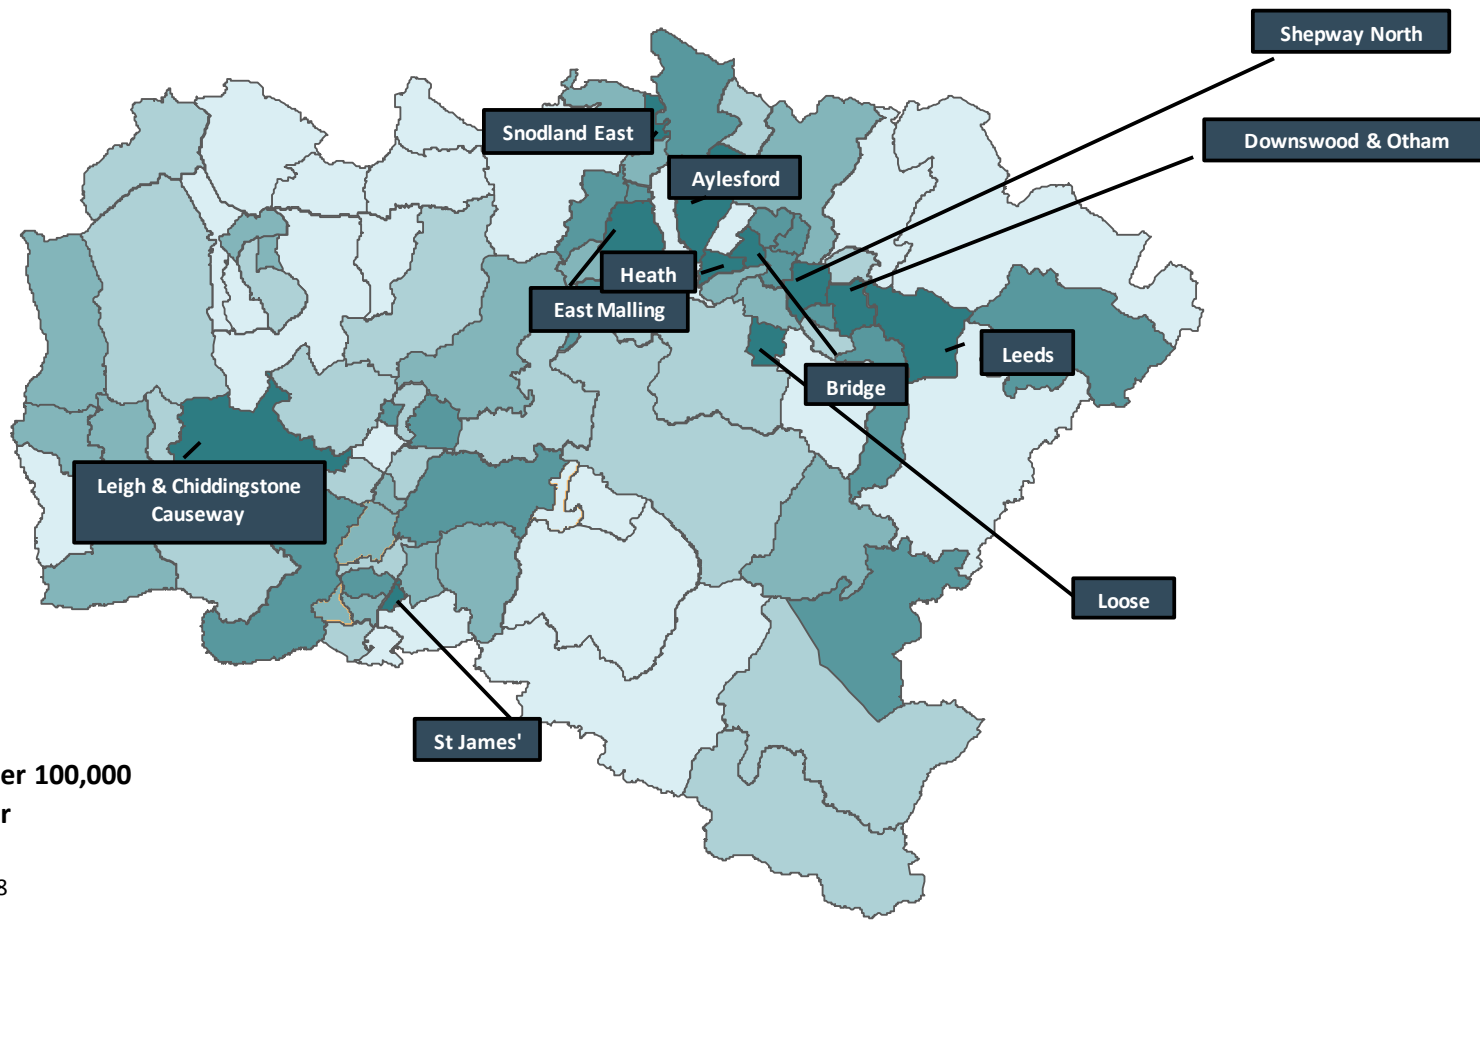 Shepway North
Snodland East
Downswood & Otham
Aylesford
Heath
East Malling
Leeds
Bridge
Leigh & Chiddingstone
Causeway
Loose
St James'
er 100,000
r
8